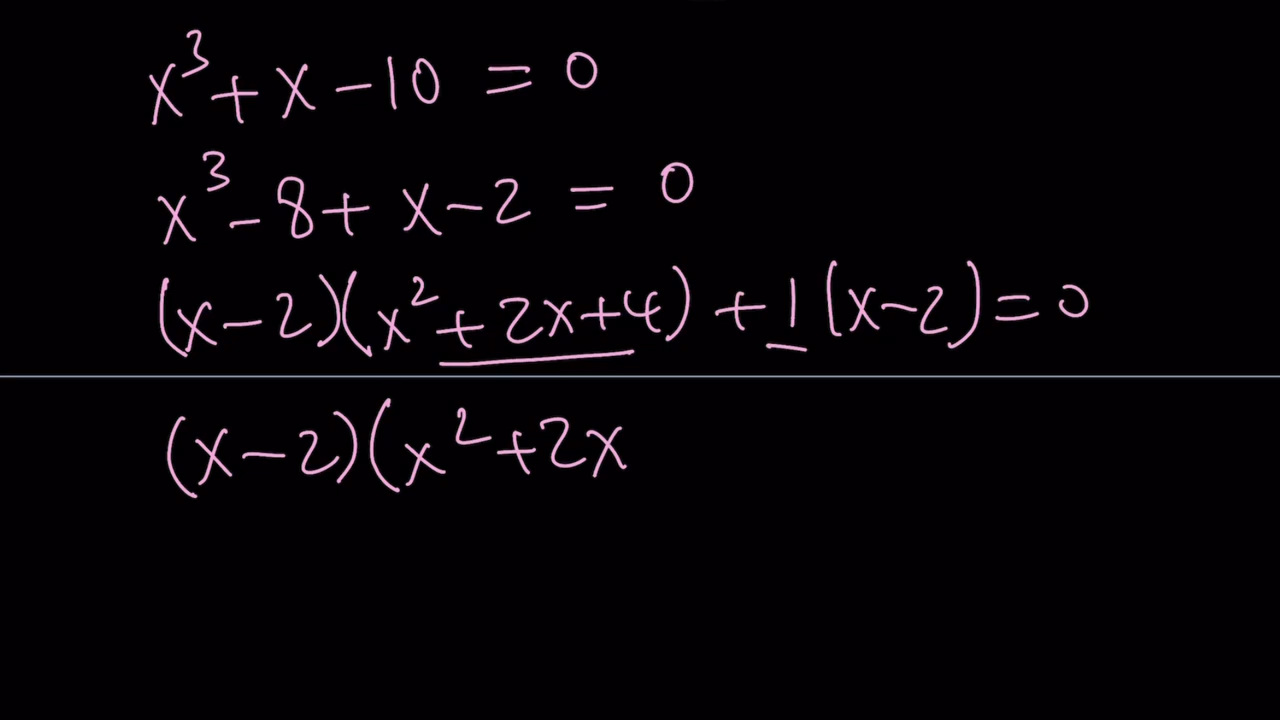 x³ + x − 10 = 0
x³ − 8 + x − 2 = 0
(x − 2)(x² + 2x + 4) + 1(x − 2) = 0
(x − 2)(x² + 2x